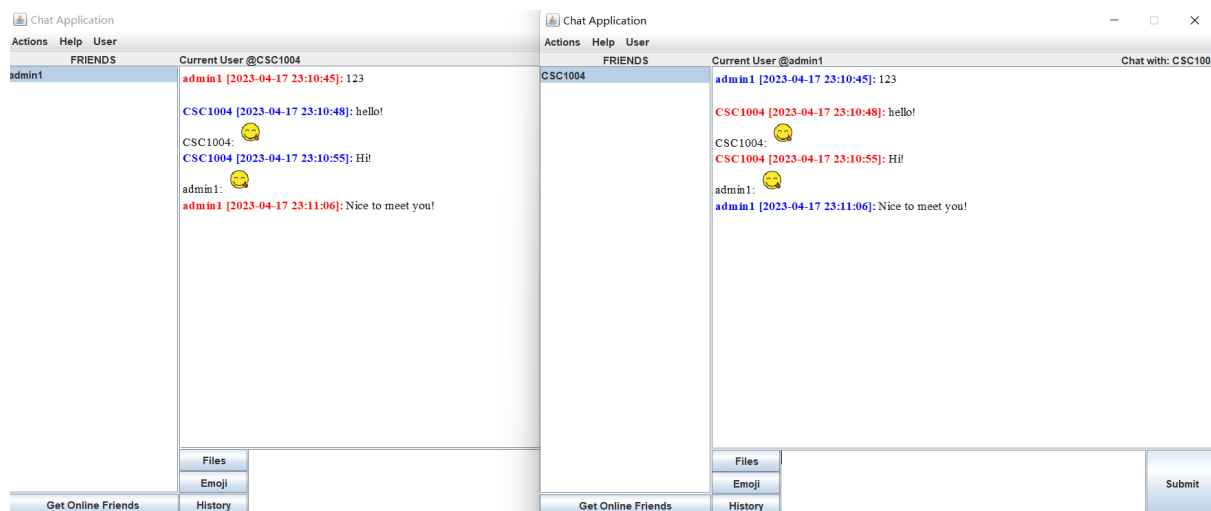 Chat Application
Actions Help User
FRIENDS
Current User @CSC1004
admin1
admin1 [2023-04-17 23:10:45]: 123
CSC1004 [2023-04-17 23:10:48]: hello!
CSC1004:
CSC1004 [2023-04-17 23:10:55]: Hi!
admin1:
admin1 [2023-04-17 23:11:06]: Nice to meet you!
Files
Emoji
Get Online Friends
History
Chat Application
Actions Help User
FRIENDS
Current User @admin1
Chat with: CSC100
CSC1004
admin1 [2023-04-17 23:10:45]: 123
CSC1004 [2023-04-17 23:10:48]: hello!
CSC1004:
CSC1004 [2023-04-17 23:10:55]: Hi!
admin1:
admin1 [2023-04-17 23:11:06]: Nice to meet you!
Files
Emoji
Submit
Get Online Friends
History